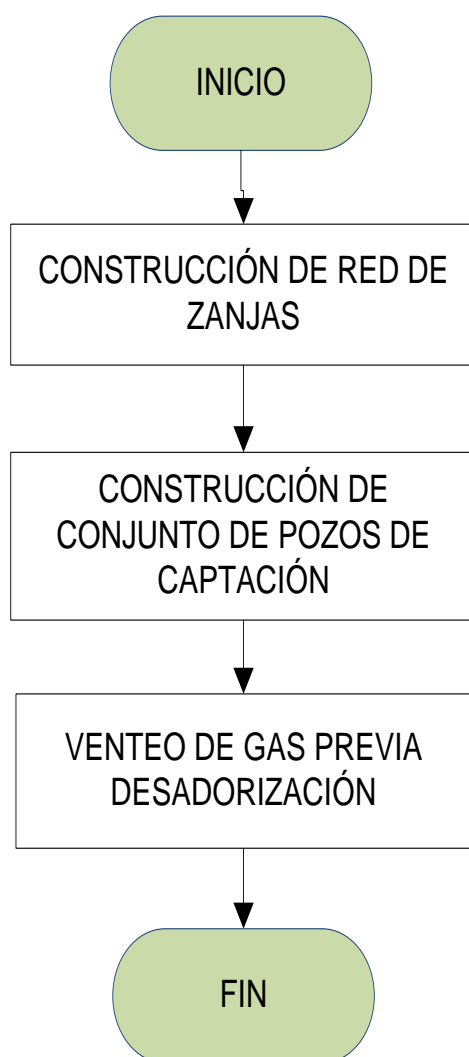 INICIO
CONSTRUCCIÓN DE RED DE
ZANJAS
CONSTRUCCIÓN DE
CONJUNTO DE POZOS DE
CAPTACIÓN
VENTEO DE GAS PREVIA
DESADORIZACIÓN
FIN